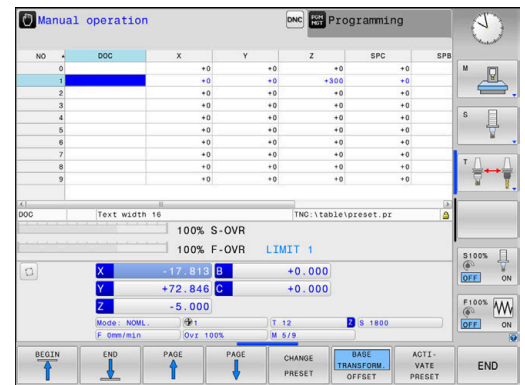 Manual operation DNC PGM MGT Programming
NO DOC X Y Z SPC SPB
0 +0 +0 +0 +0
1 +0 +0 +300 +0
2 +0 +0 +0 +0
3 +0 +0 +0 +0
4 +0 +0 +0 +0
5 +0 +0 +0 +0
6 +0 +0 +0 +0
7 +0 +0 +0 +0
8 +0 +0 +0 +0
9 +0 +0 +0 +0
DOC Text width 16 TNC:\table\preset.pr
100% S-OVR
100% F-OVR LIMIT 1
X -17.813 B +0.000
Y +72.846 C +0.000
Z -5.000
Mode: NOML. 1 T 12 Z S 1800
F 0mm/min Ovr 100% M 5/9
M
S
T
S100%
OFF ON
F100%
OFF ON
BEGIN
END
PAGE
PAGE
CHANGE
PRESET
BASE
TRANSFORM.
OFFSET
ACTI-
VATE
PRESET
END